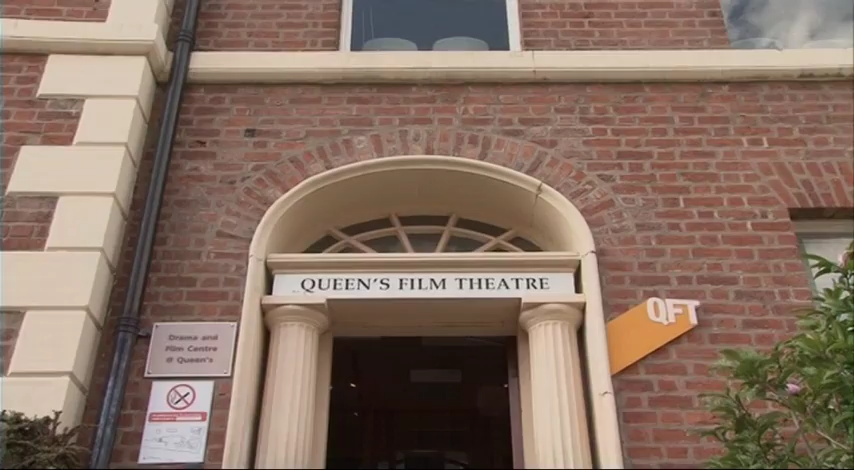 QUEEN'S FILM THEATRE
QFT
Drama and
Film Centre
@ Queen's